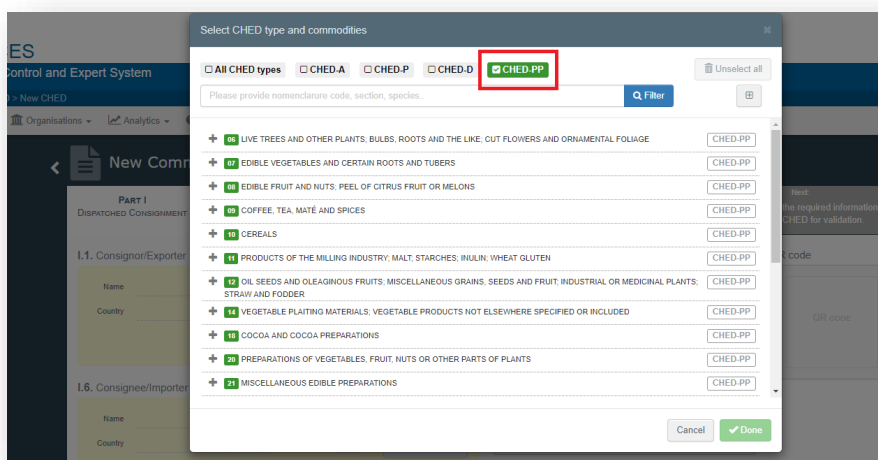 Select CHED type and commodities
ES
Control and Expert System
All CHED types CHED-A CHED-P CHED-D CHED-PP Unselect all
> New CHED
Please provide nomenclature code, section, species.. Filter
Organisations Analytics
06 LIVE TREES AND OTHER PLANTS; BULBS, ROOTS AND THE LIKE; CUT FLOWERS AND ORNAMENTAL FOLIAGE CHED-PP
New Comm
07 EDIBLE VEGETABLES AND CERTAIN ROOTS AND TUBERS CHED-PP
08 EDIBLE FRUIT AND NUTS; PEEL OF CITRUS FRUIT OR MELONS CHED-PP
PART I
Next:
DISPATCHED CONSIGNMENT
09 COFFEE, TEA, MATÉ AND SPICES CHED-PP
the required information
CHED for validation.
10 CEREALS CHED-PP
I.1. Consignor/Exporter
11 PRODUCTS OF THE MILLING INDUSTRY; MALT; STARCHES; INULIN; WHEAT GLUTEN CHED-PP
code
Name
12 OIL SEEDS AND OLEAGINOUS FRUITS; MISCELLANEOUS GRAINS, SEEDS AND FRUIT; INDUSTRIAL OR MEDICINAL PLANTS; CHED-PP
STRAW AND FODDER
Country
14 VEGETABLE PLAITING MATERIALS; VEGETABLE PRODUCTS NOT ELSEWHERE SPECIFIED OR INCLUDED CHED-PP
QR code
18 COCOA AND COCOA PREPARATIONS CHED-PP
20 PREPARATIONS OF VEGETABLES, FRUIT, NUTS OR OTHER PARTS OF PLANTS CHED-PP
I.6. Consignee/Importer
21 MISCELLANEOUS EDIBLE PREPARATIONS CHED-PP
Name
Cancel Done
Country